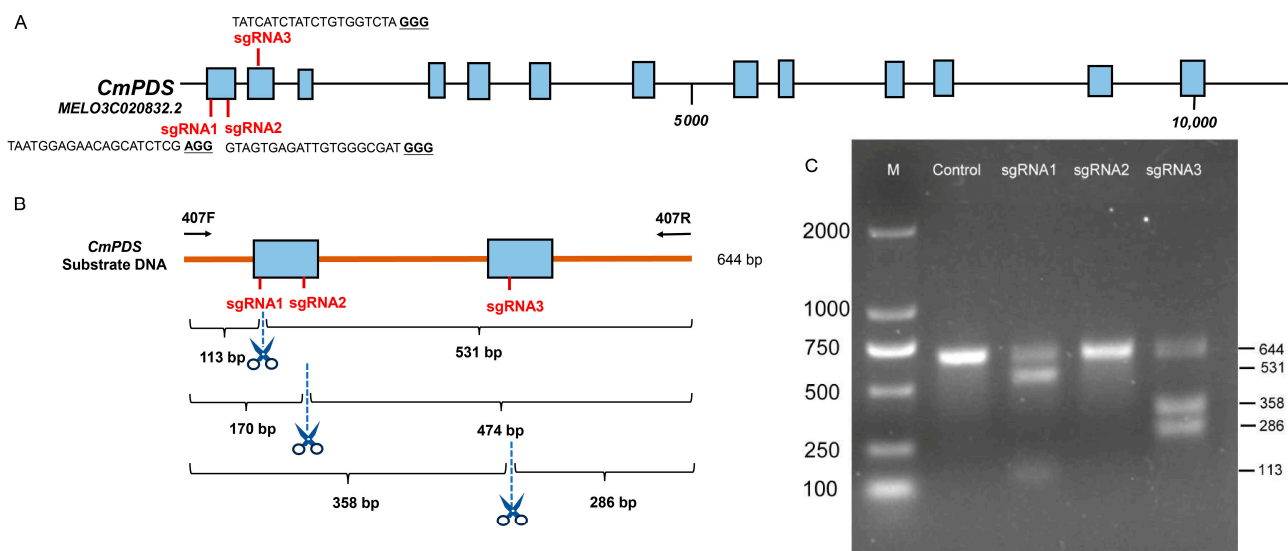 A
TATCATCTATCTGTGGTCTA GGG
sgRNA3
CmPDS
MELO3C020832.2
sgRNA1
sgRNA2
5000
10,000
TAATGGAGAACAGCATCTCG AGG
GTAGTGAGATTGTGGGCGAT GGG
B
407F
407R
CmPDS
Substrate DNA
644 bp
sgRNA1
sgRNA2
sgRNA3
113 bp
531 bp
170 bp
474 bp
358 bp
286 bp
C
M Control sgRNA1 sgRNA2 sgRNA3
2000
1000
750
500
250
100
644
531
358
286
113